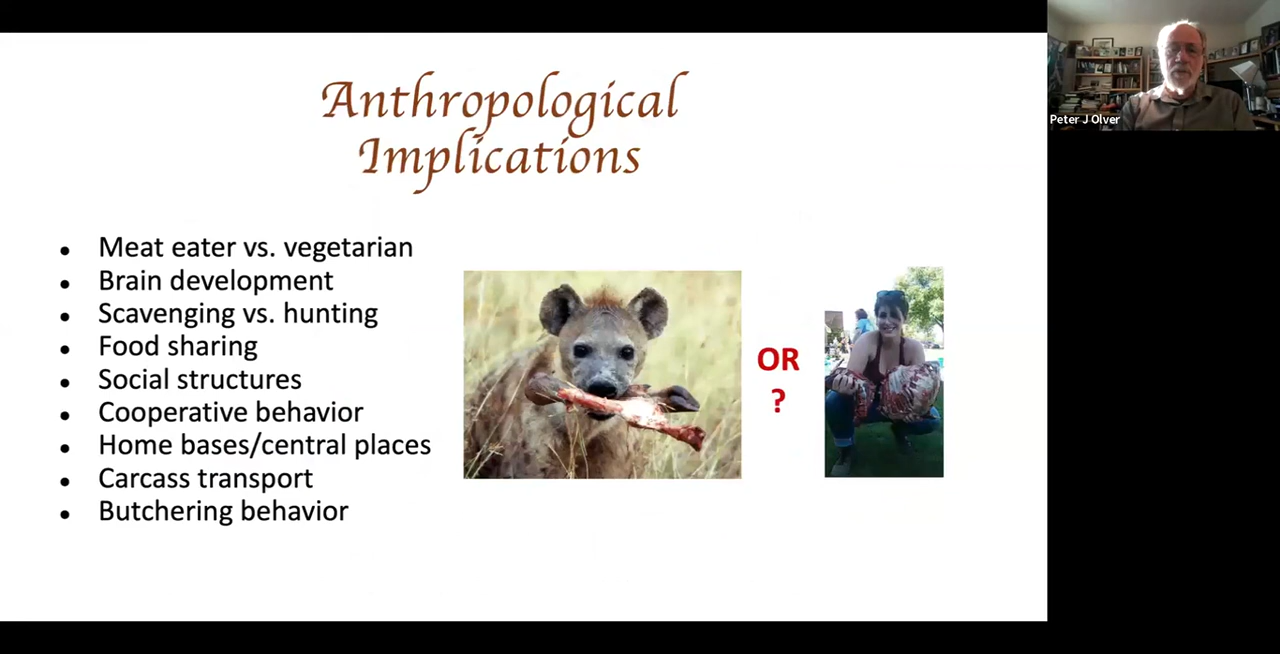 Anthropological
Implications
• Meat eater vs. vegetarian
• Brain development
• Scavenging vs. hunting
• Food sharing
• Social structures
• Cooperative behavior
• Home bases/central places
• Carcass transport
• Butchering behavior
OR
?
Peter J Olver